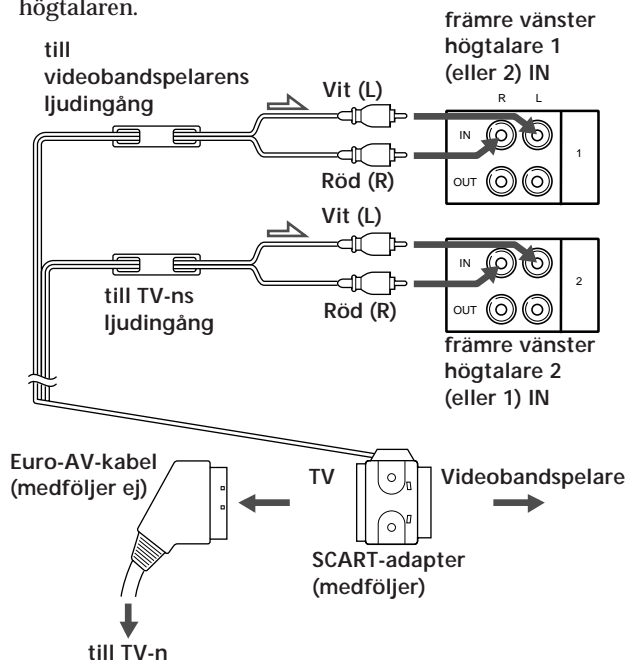 högtalaren.
till
videobandspelarens
ljudingång
Vit (L)
Röd (R)
främre vänster
högtalare 1
(eller 2) IN
R L
IN
OUT
1
till TV-ns
ljudingång
Vit (L)
Röd (R)
IN
OUT
2
främre vänster
högtalare 2
(eller 1) IN
Euro-AV-kabel
(medföljer ej)
TV
Videobandspelare
SCART-adapter
(medföljer)
till TV-n